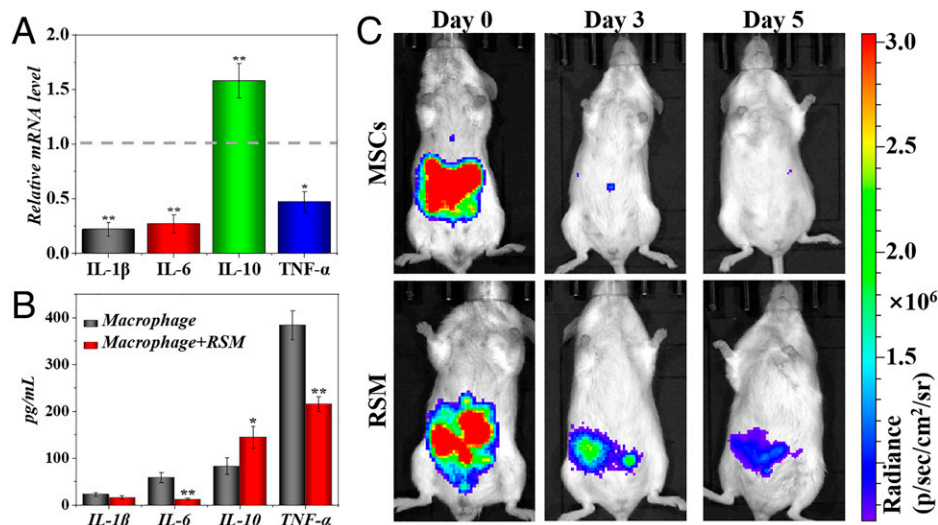 A
Relative mRNA level
2.0
1.5
1.0
0.5
0.0
**
**
**
*
IL-1β IL-6 IL-10 TNF-α
B
pg/mL
400
300
200
100
0
Macrophage
Macrophage+RSM
**
*
**
IL-1β IL-6 IL-10 TNF-α
C
Day 0 Day 3 Day 5
MSCs
RSM
3.0
2.5
2.0
×10⁶
1.5
Radiance
(p/sec/cm²/sr)